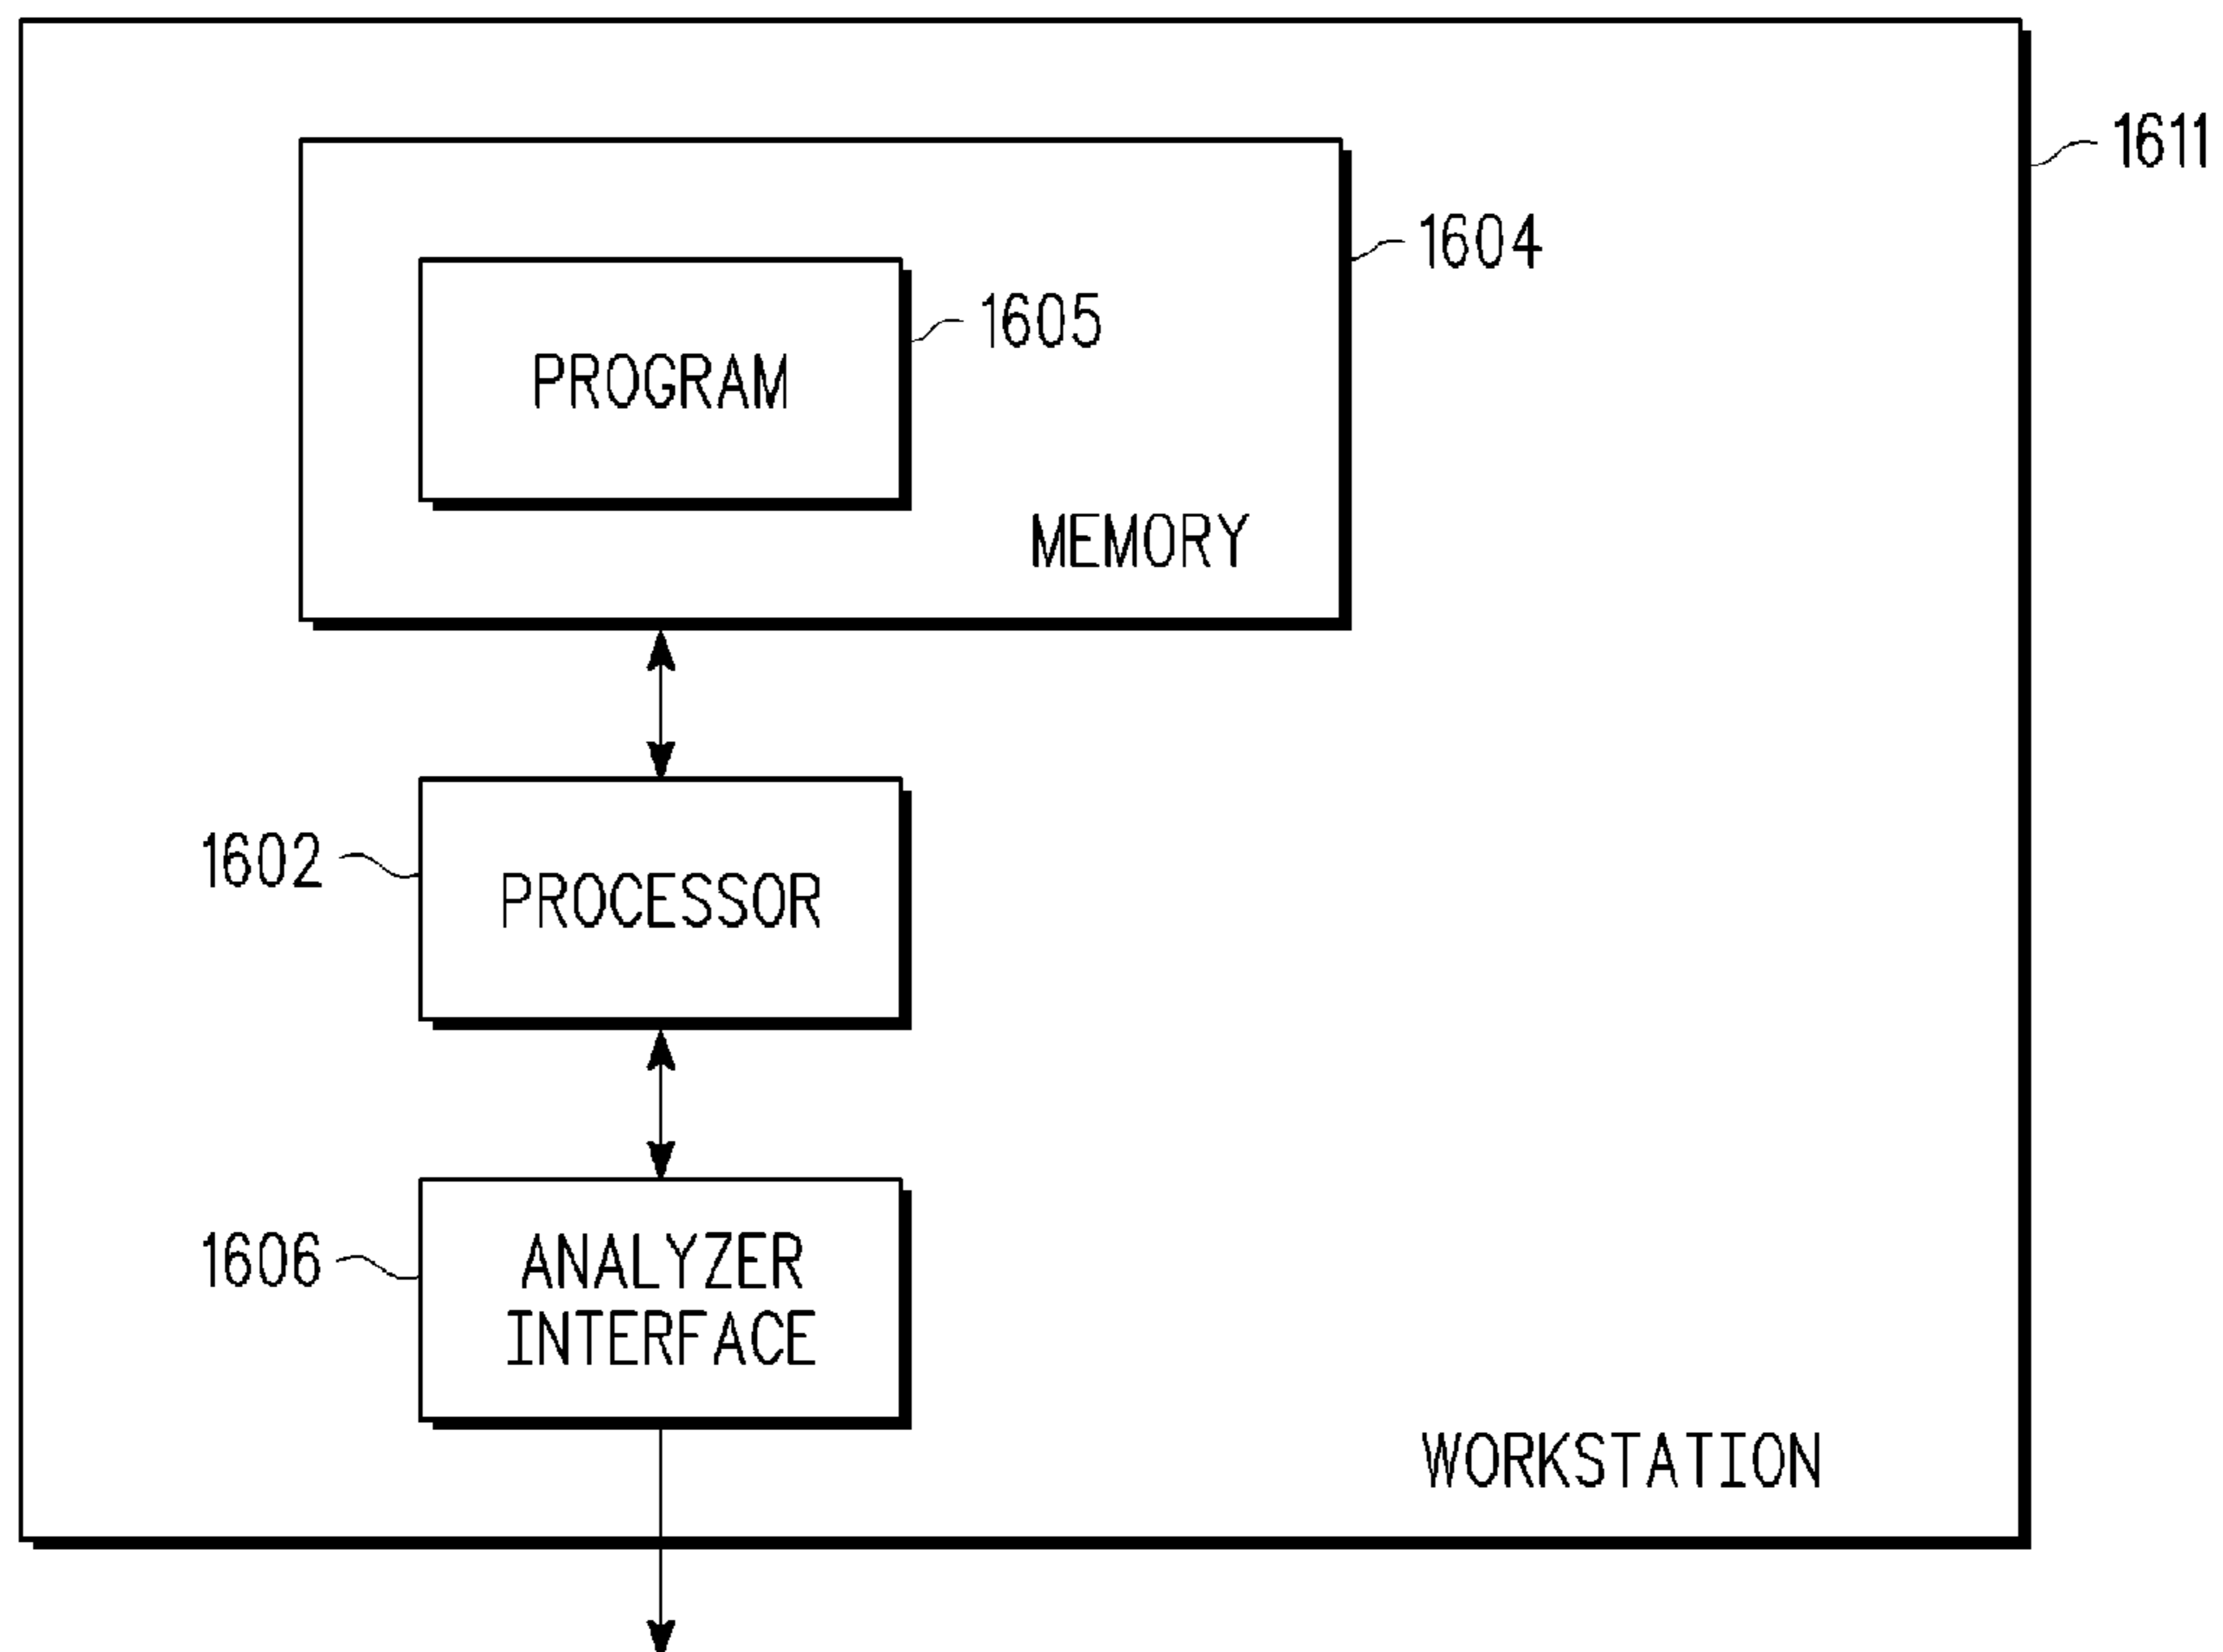 1611
1604
1605
PROGRAM
MEMORY
1602
PROCESSOR
1606
ANALYZER
INTERFACE
WORKSTATION